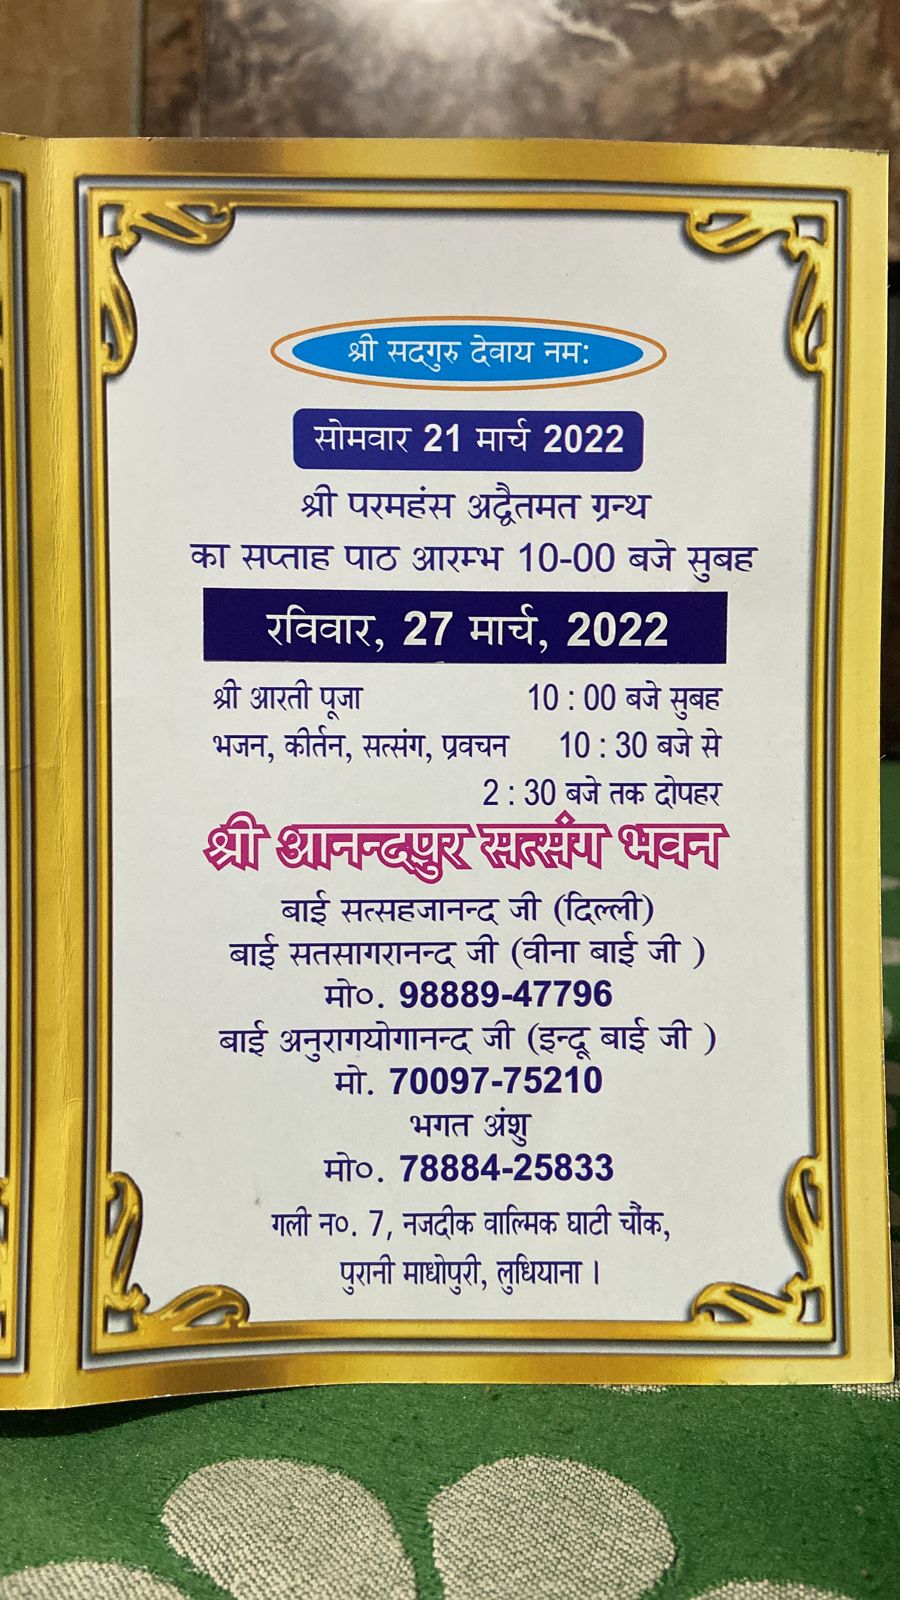 श्री सदगुरु देवाय नम:
सोमवार 21 मार्च 2022
श्री परमहंस अद्वैतमत ग्रन्थ
का सप्ताह पाठ आरम्भ 10-00 बजे सुबह
रविवार, 27 मार्च, 2022
श्री आरती पूजा 10 : 00 बजे सुबह
भजन, कीर्तन, सत्संग, प्रवचन 10 : 30 बजे से
2 : 30 बजे तक दोपहर
श्री आनन्दपुर सत्संग भवन
बाई सत्सहजानन्द जी (दिल्ली)
बाई सतसागरानन्द जी (वीना बाई जी )
मो०. 98889-47796
बाई अनुरागयोगानन्द जी (इन्दू बाई जी )
मो. 70097-75210
भगत अंशु
मो०. 78884-25833
गली न०. 7, नजदीक वाल्मिक घाटी चौंक,
पुरानी माधोपुरी, लुधियाना ।